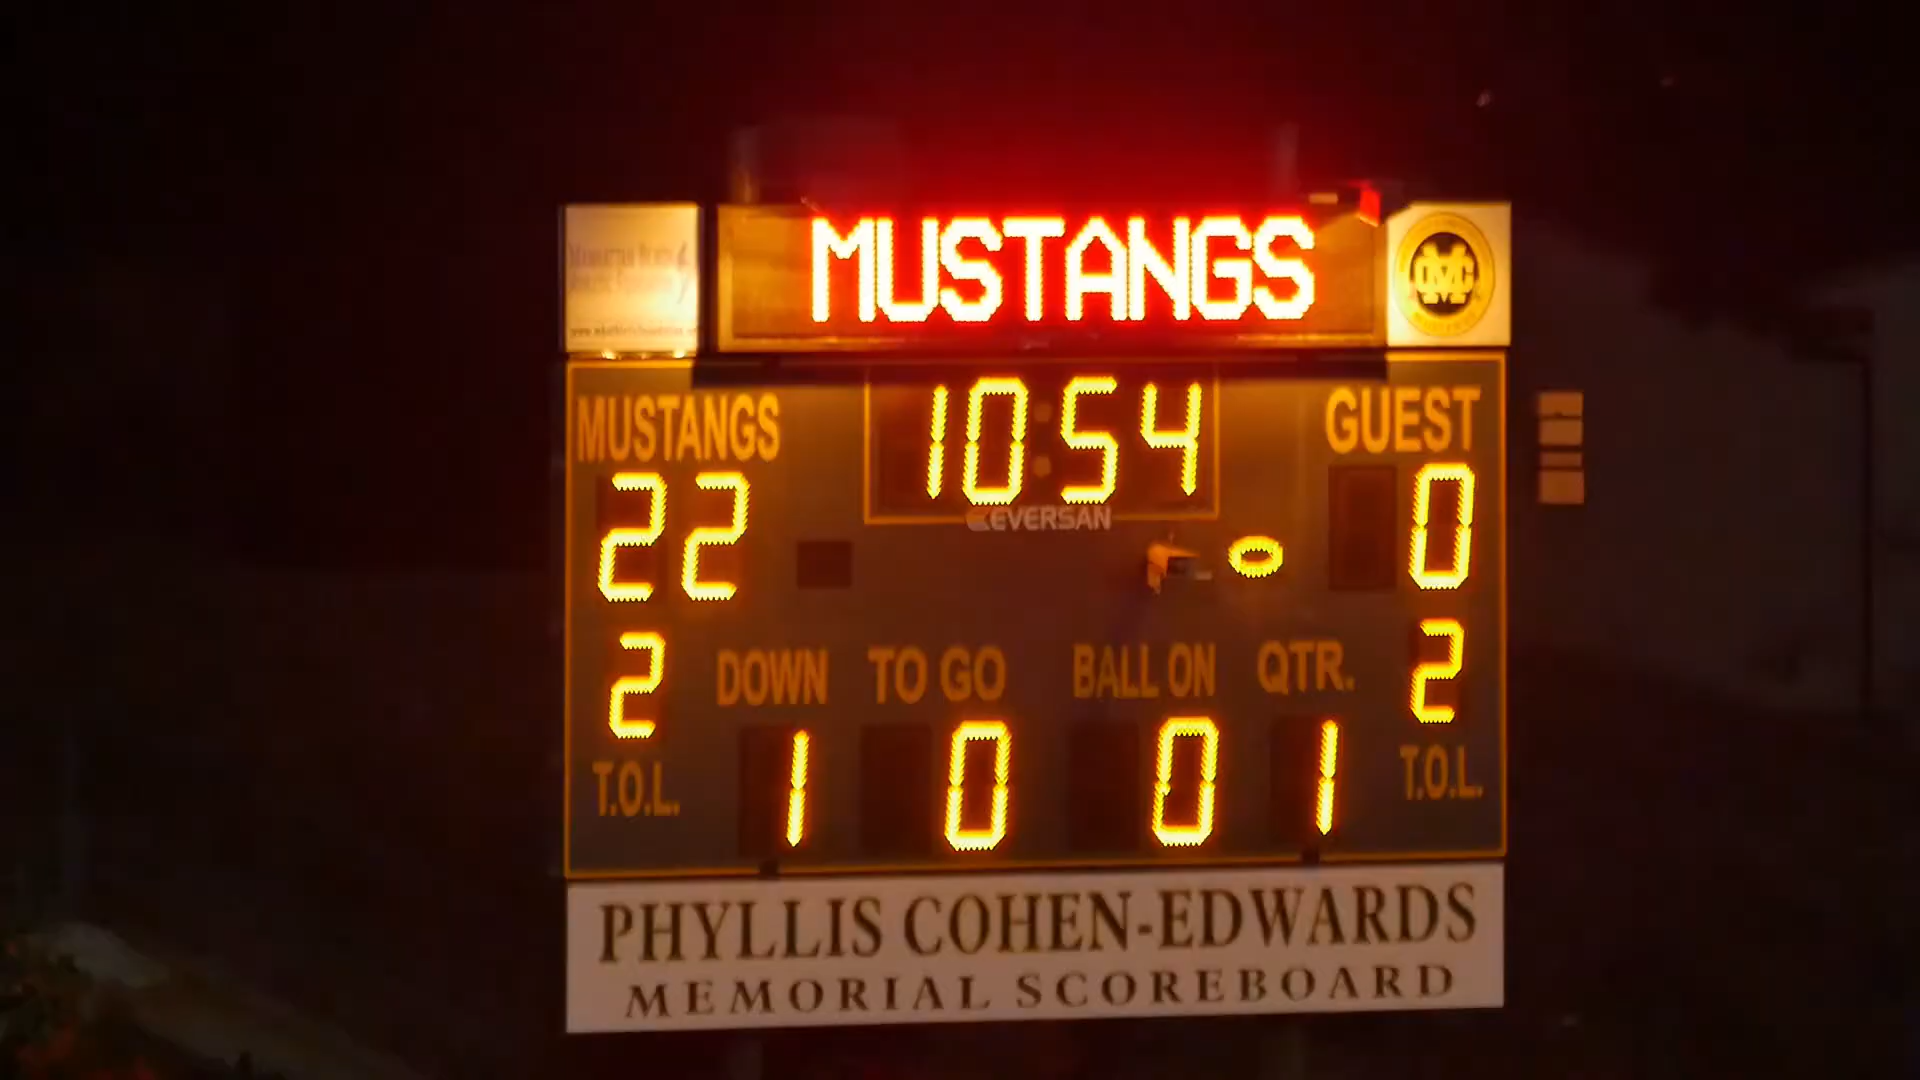 MUSTANGS
MUSTANGS
10:54
GUEST
22
0
EVERSAN
2
DOWN
TO GO
BALL ON
QTR.
2
T.O.L.
1
0
0
1
T.O.L.
PHYLLIS COHEN-EDWARDS
MEMORIAL SCOREBOARD